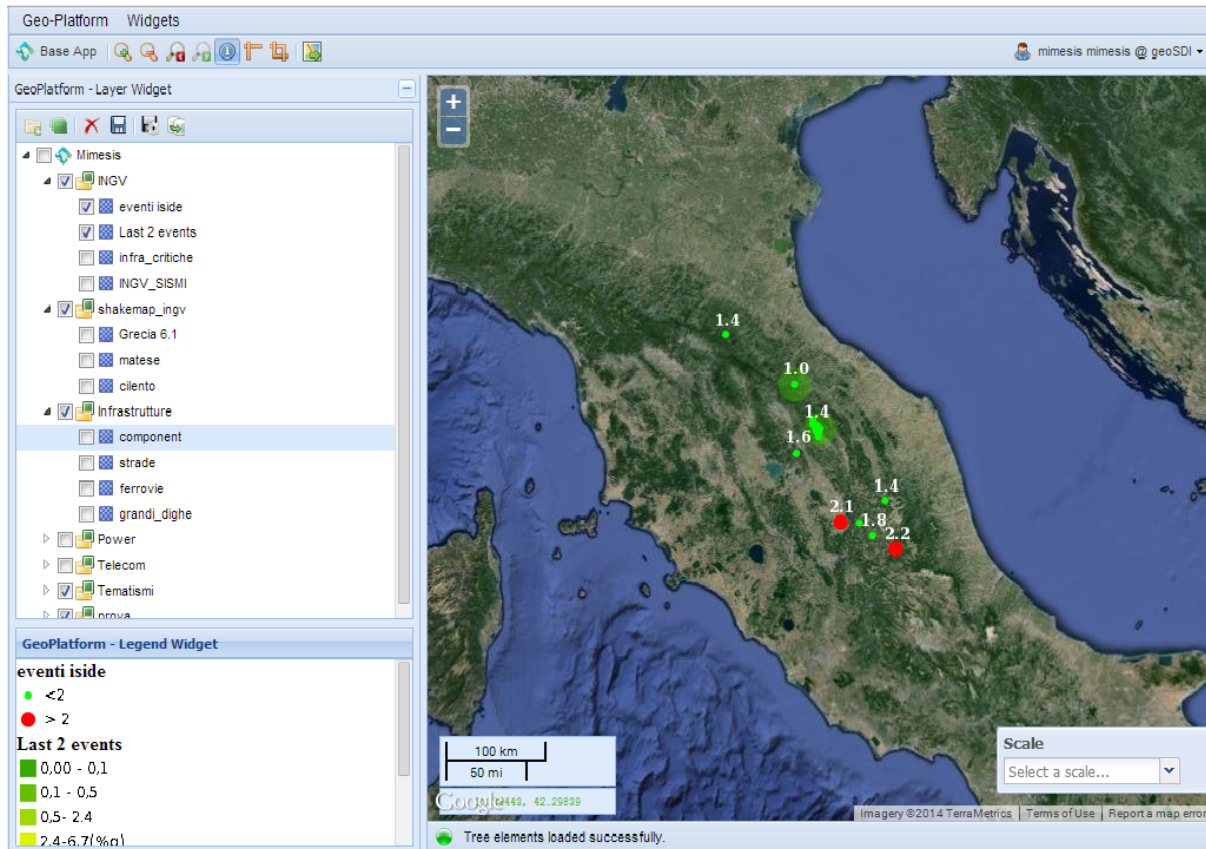 Geo-Platform Widgets
Base App
mimesis mimesis @ geoSDI
GeoPlatform - Layer Widget
Mimesis
INGV
eventi iside
Last 2 events
infra_critiche
INGV_SISMI
shakemap_ingv
Grecia 6.1
matese
cilento
Infrastrutture
component
strade
ferrovie
grandi_dighe
Power
Telecom
Tematismi
prova
GeoPlatform - Legend Widget
eventi iside
<2
> 2
Last 2 events
0,00 - 0,1
0,1 - 0,5
0,5- 2.4
2.4-6.7(%g)
+
−
1.4
1.0
1.4
1.6
1.4
2.1
1.8
2.2
100 km
50 mi
Google
42.29839
Scale
Select a scale...
Imagery ©2014 TerraMetrics
Terms of Use
Report a map error
Tree elements loaded successfully.